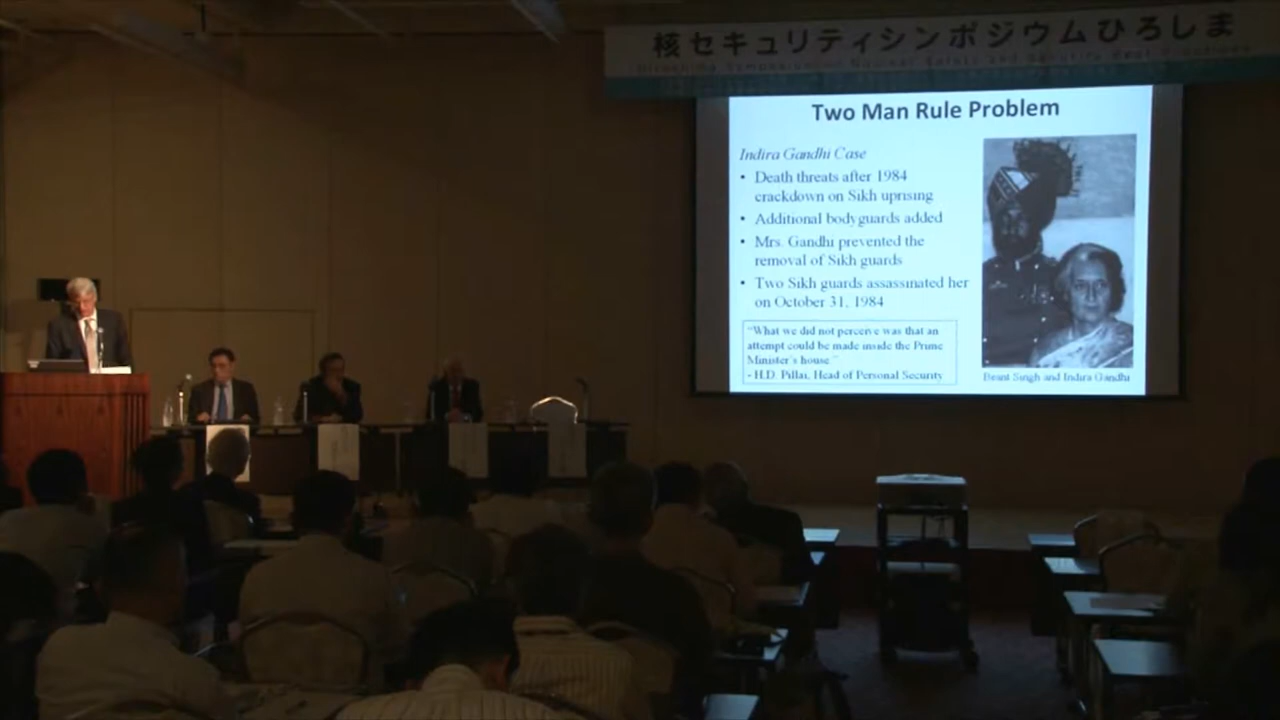 核セキュリティシンポジウムひろしま
Two Man Rule Problem
Indira Gandhi Case
• Death threats after 1984
crackdown on Sikh uprising
• Additional bodyguards added
• Mrs. Gandhi prevented the
removal of Sikh guards
• Two Sikh guards assassinated her
on October 31, 1984
"What we did not perceive was that an
attempt could be made inside the Prime
Minister's house."
- H.D. Pillai, Head of Personal Security
Beant Singh and Indira Gandhi